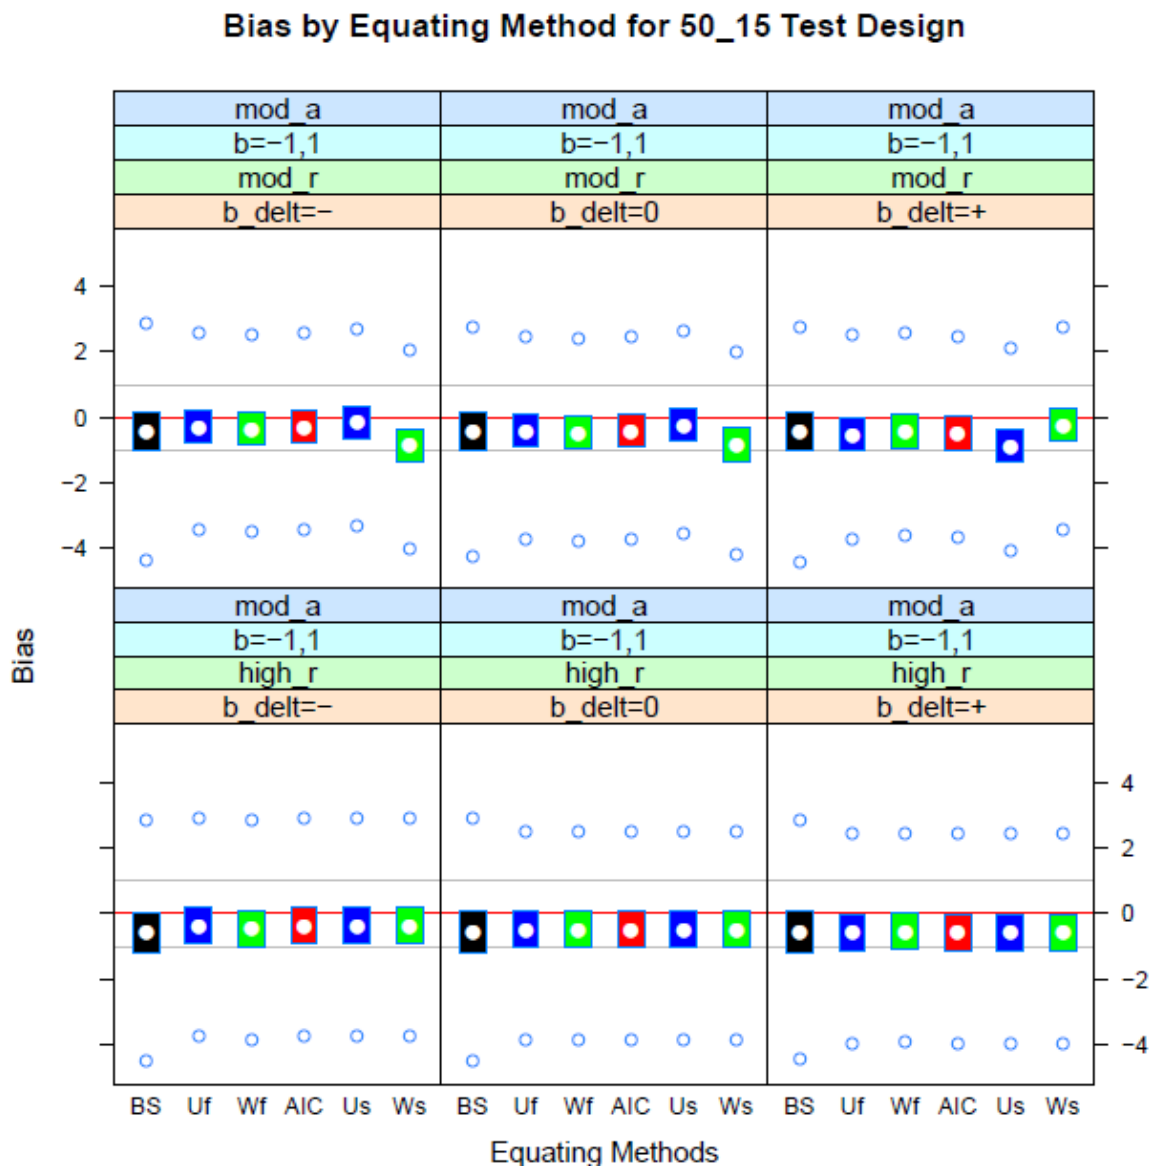 Bias by Equating Method for 50_15 Test Design
mod_a mod_a mod_a
b=−1,1 b=−1,1 b=−1,1
mod_r mod_r mod_r
b_delt=− b_delt=0 b_delt=+
4
2
0
−2
−4
mod_a mod_a mod_a
b=−1,1 b=−1,1 b=−1,1
high_r high_r high_r
b_delt=− b_delt=0 b_delt=+
Bias
4
2
0
−2
−4
BS Uf Wf AIC Us Ws BS Uf Wf AIC Us Ws BS Uf Wf AIC Us Ws
Equating Methods